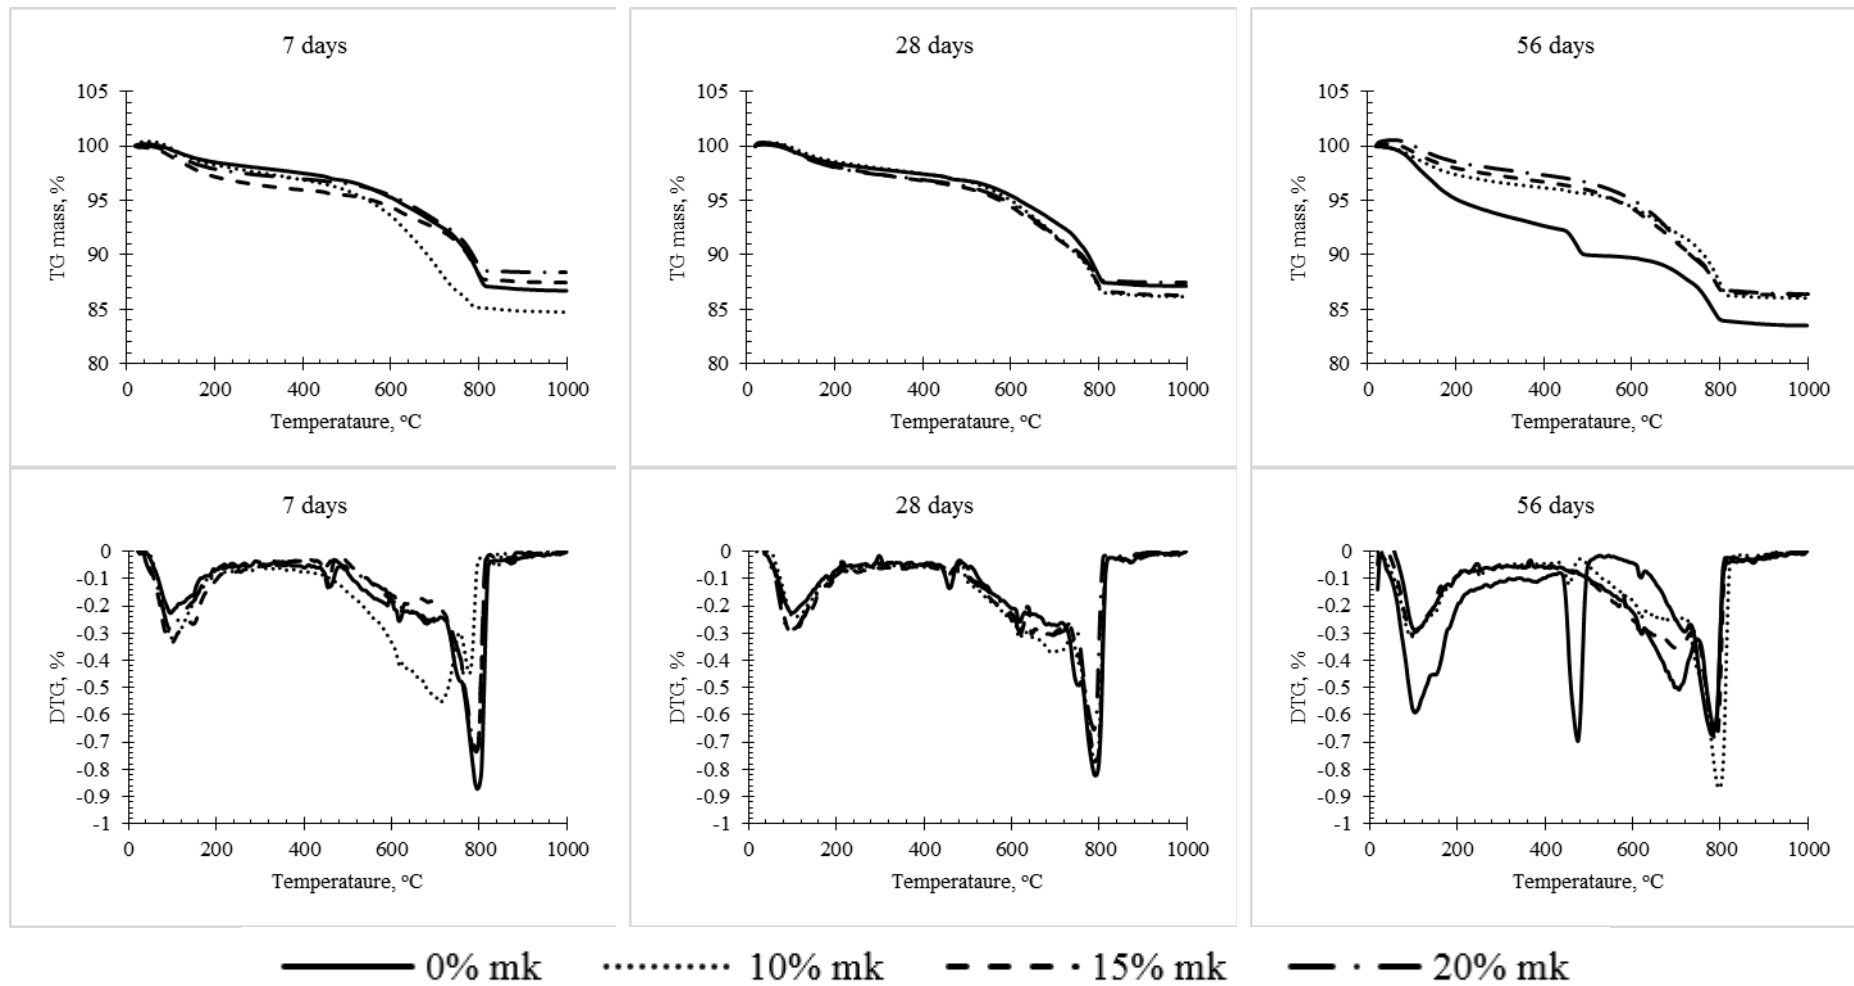 7 days
105
100
95
90
85
80
TG mass, %
0 200 400 600 800 1000
Temperataure, °C
28 days
105
100
95
90
85
80
TG mass, %
0 200 400 600 800 1000
Temperataure, °C
56 days
105
100
95
90
85
80
TG mass, %
0 200 400 600 800 1000
Temperataure, °C
7 days
0
-0.1
-0.2
-0.3
-0.4
-0.5
-0.6
-0.7
-0.8
-0.9
-1
DTG, %
0 200 400 600 800 1000
Temperataure, °C
28 days
0
-0.1
-0.2
-0.3
-0.4
-0.5
-0.6
-0.7
-0.8
-0.9
-1
DTG, %
0 200 400 600 800 1000
Temperataure, °C
56 days
0
-0.1
-0.2
-0.3
-0.4
-0.5
-0.6
-0.7
-0.8
-0.9
-1
DTG, %
0 200 400 600 800 1000
Temperataure, °C
0% mk 10% mk 15% mk 20% mk